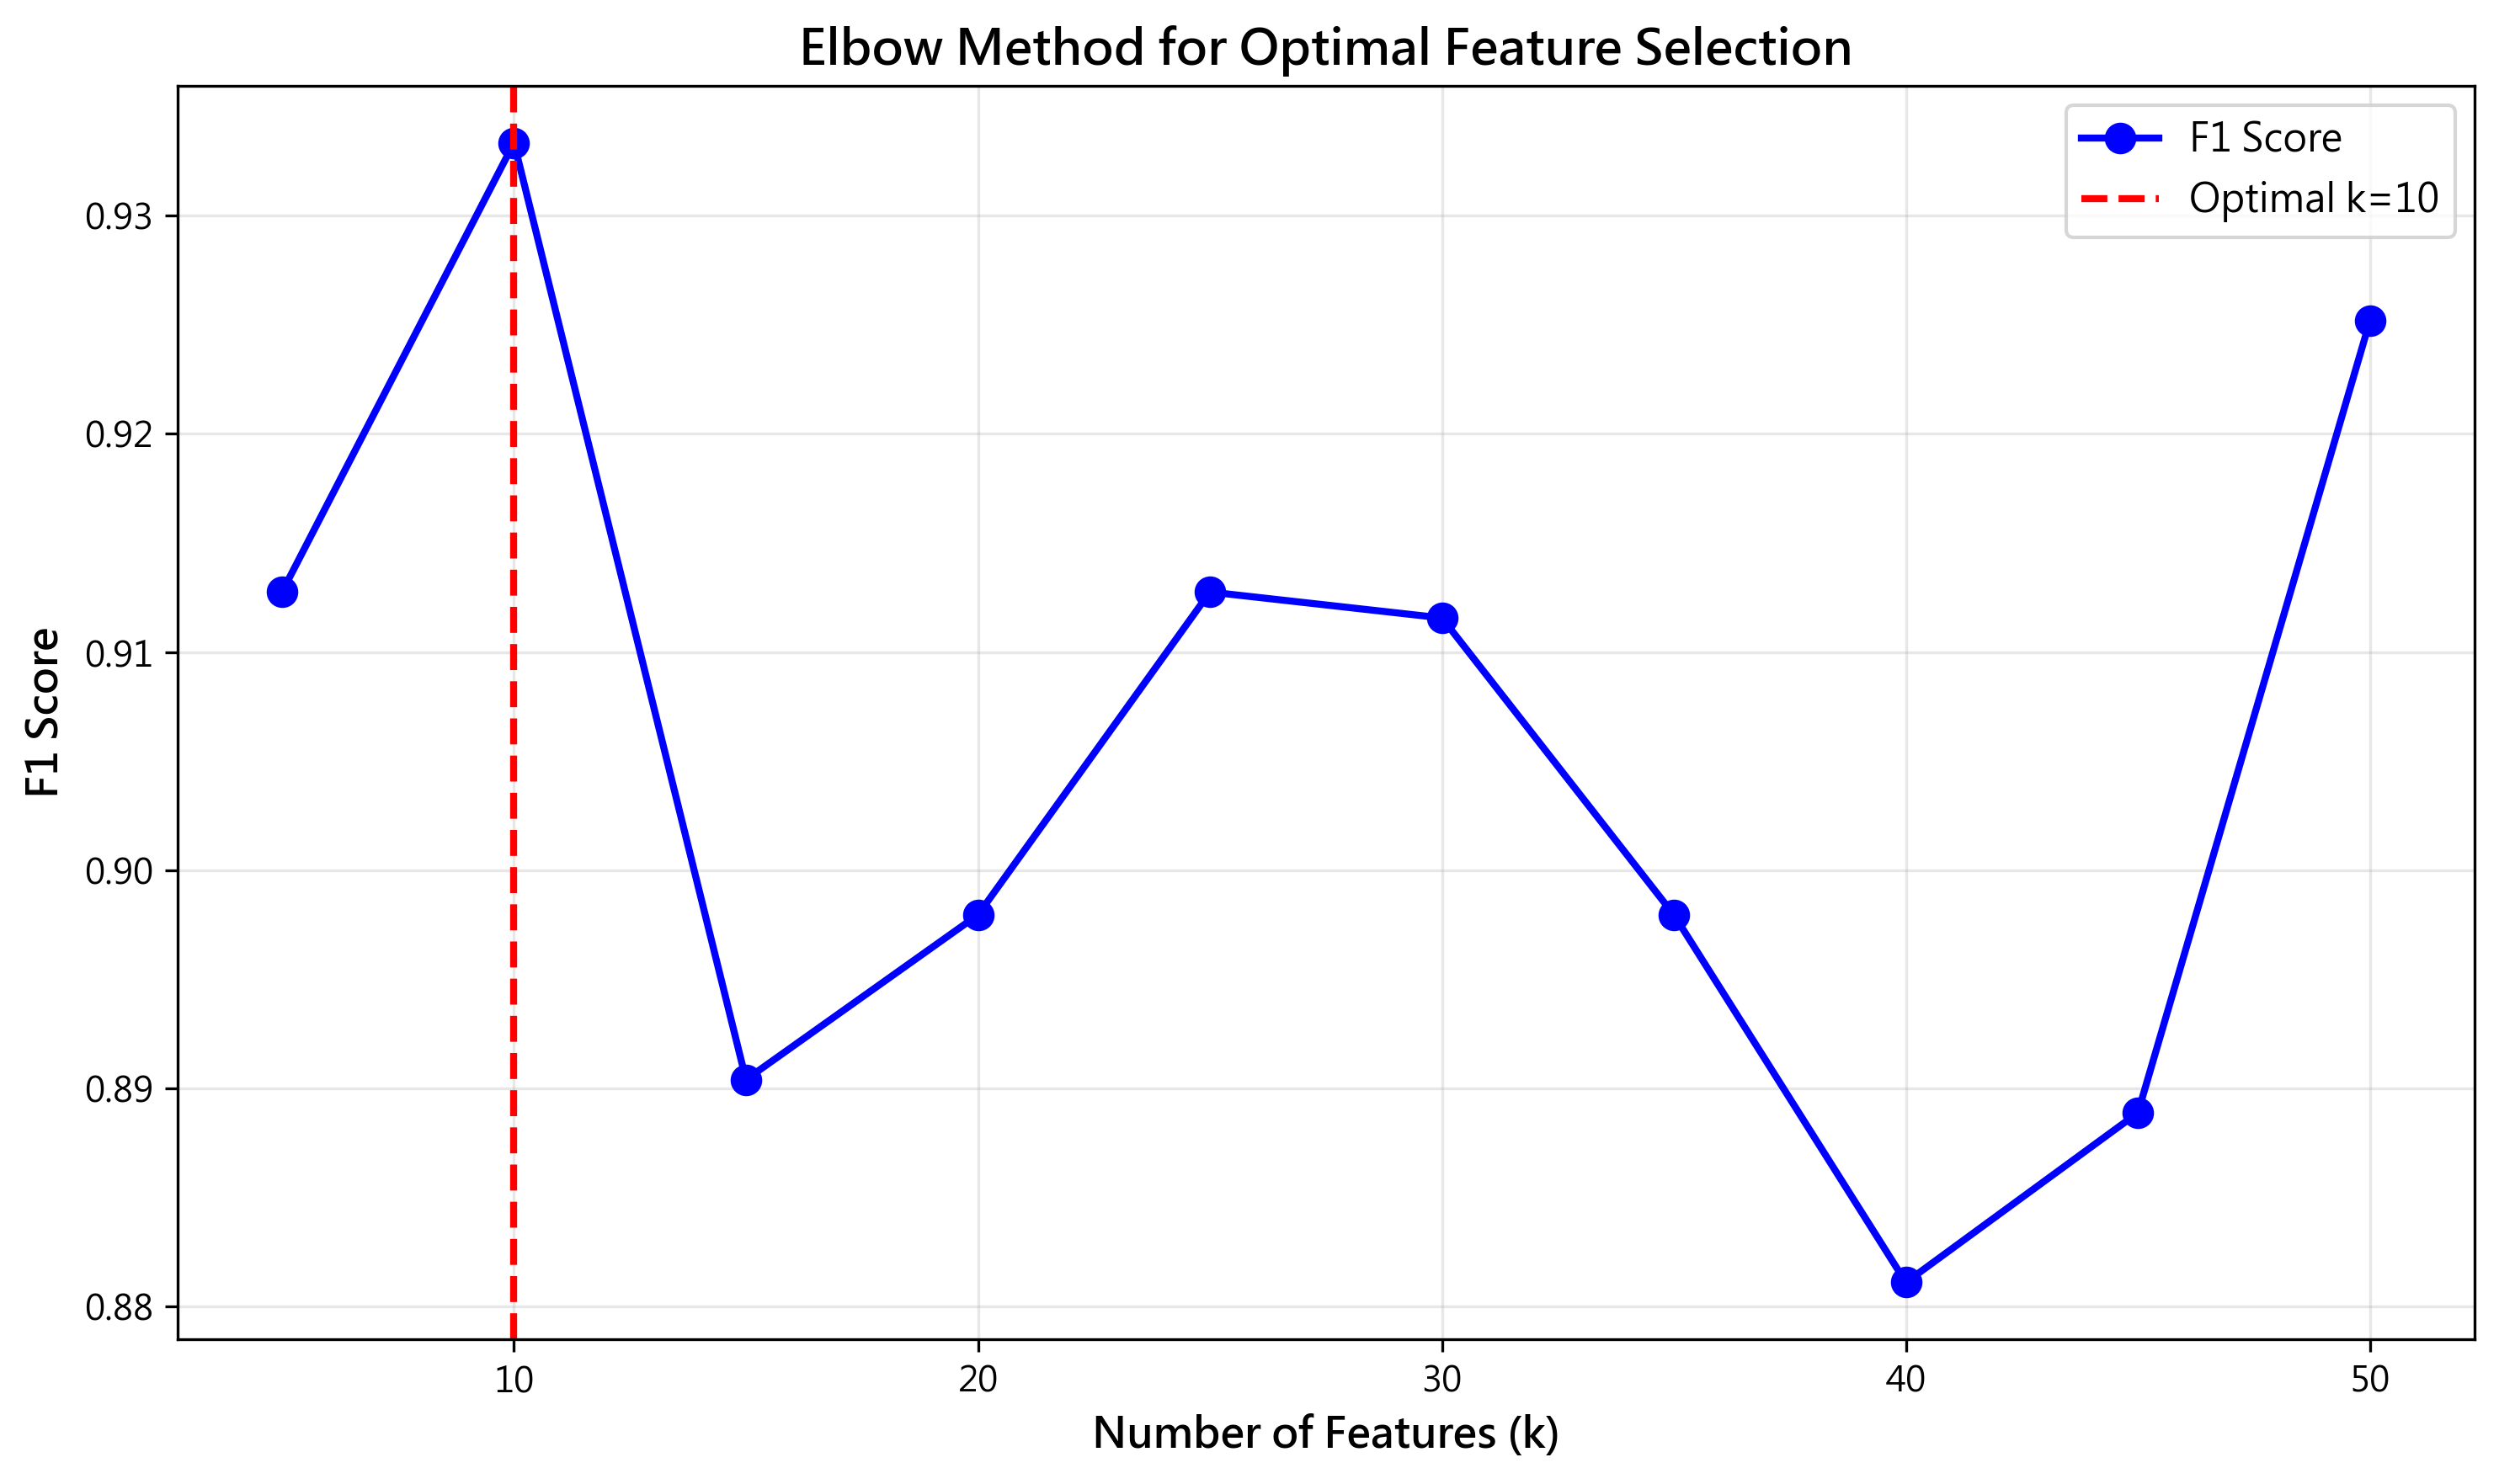 Elbow Method for Optimal Feature Selection
F1 Score
Optimal k=10
0.93
0.92
0.91
0.90
0.89
0.88
F1 Score
10 20 30 40 50
Number of Features (k)